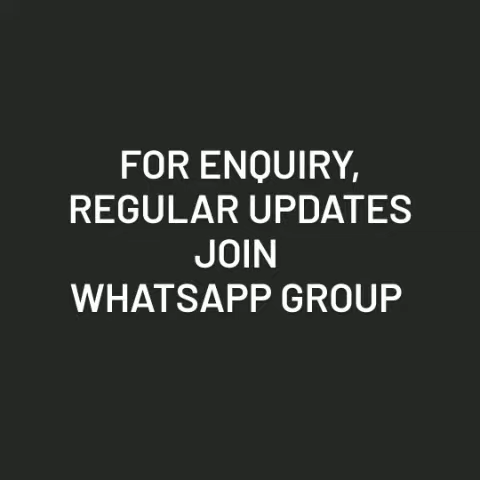 FOR ENQUIRY,
REGULAR UPDATES
JOIN
WHATSAPP GROUP